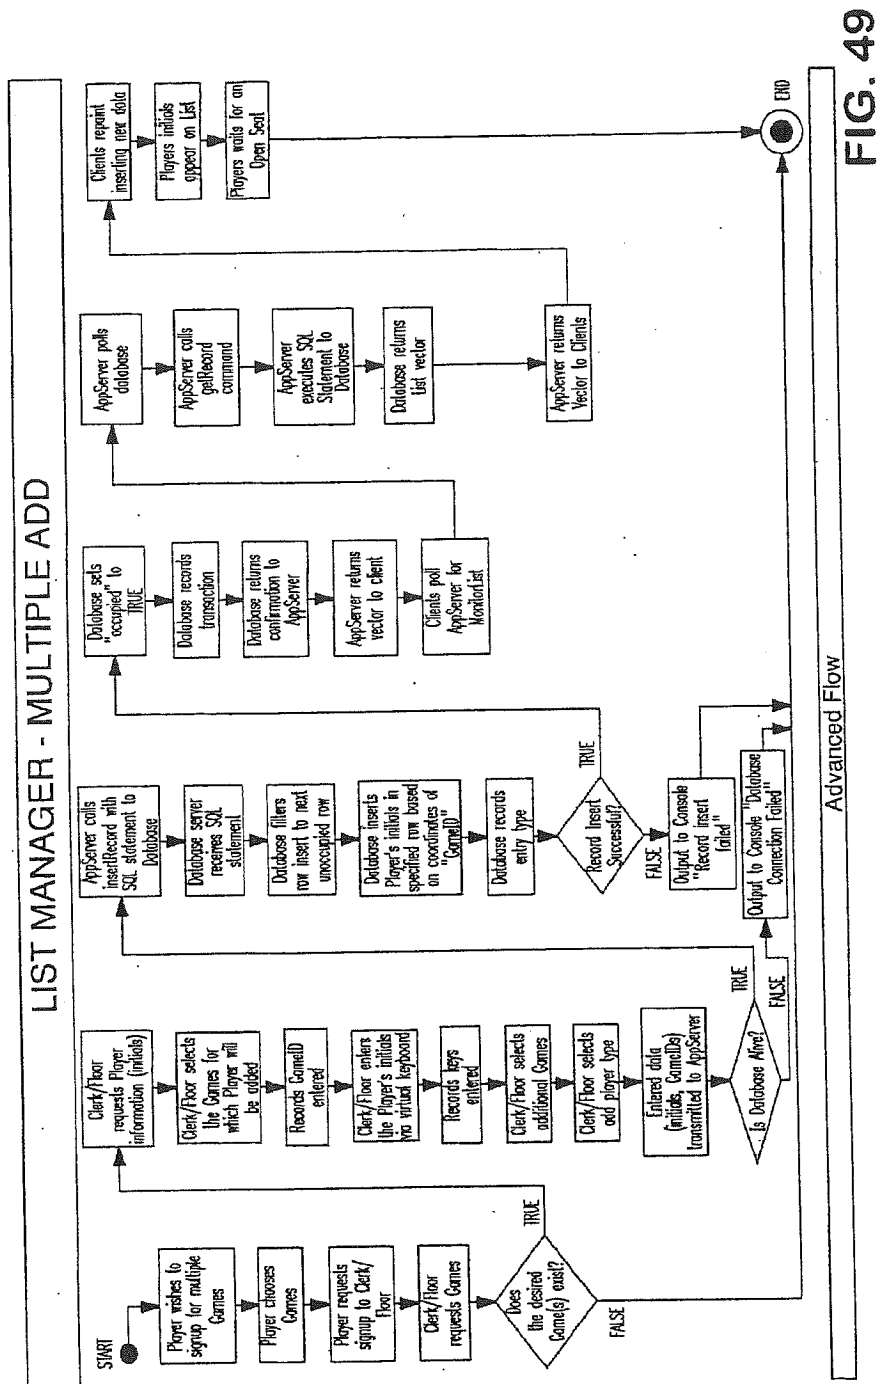 LIST MANAGER - MULTIPLE ADD
START
Player wishes to
signup for multiple
Games
Player chooses
Games
Player requests
signup to Clerk/
Floor
Clerk/Floor
requests Games
Does
the desired
Game(s) exist?
TRUE
FALSE
Clerk/Floor
requests Player
information (initials)
Clerk/Floor selects
the Games for
which Player will
be added
Records GameID
entered
Clerk/Floor enters
the Player's initials
via virtual keyboard
Records keys
entered
Clerk/Floor selects
additional Games
Clerk/Floor selects
add player type
Entered data
(initials, GameIDs)
transmitted to AppServer
Is Database Alive?
TRUE
FALSE
AppServer calls
insertRecord with
SQL statement to
Database
Database server
receives SQL
statement
Database filters
row insert to next
unoccupied row
Database inserts
Player's initials in
specified row based
on coordinates of
"GameID"
Database records
entry type
Record Insert
Successful?
TRUE
FALSE
Output to Console
"Record insert
failed"
Output to Console "Database
Connection Failed"
Database sets
"occupied" to
TRUE
Database records
transaction
Database returns
confirmation to
AppServer
AppServer returns
vector to client
Clients poll
AppServer for
MonitorList
AppServer polls
database
AppServer calls
getRecord
command
AppServer
executes SQL
Statement to
Database
Database returns
List vector
AppServer returns
Vector to Clients
Clients repaint
inserting new data
Players initials
appear on List
Players waits for an
Open Seat
END
Advanced Flow
FIG. 49